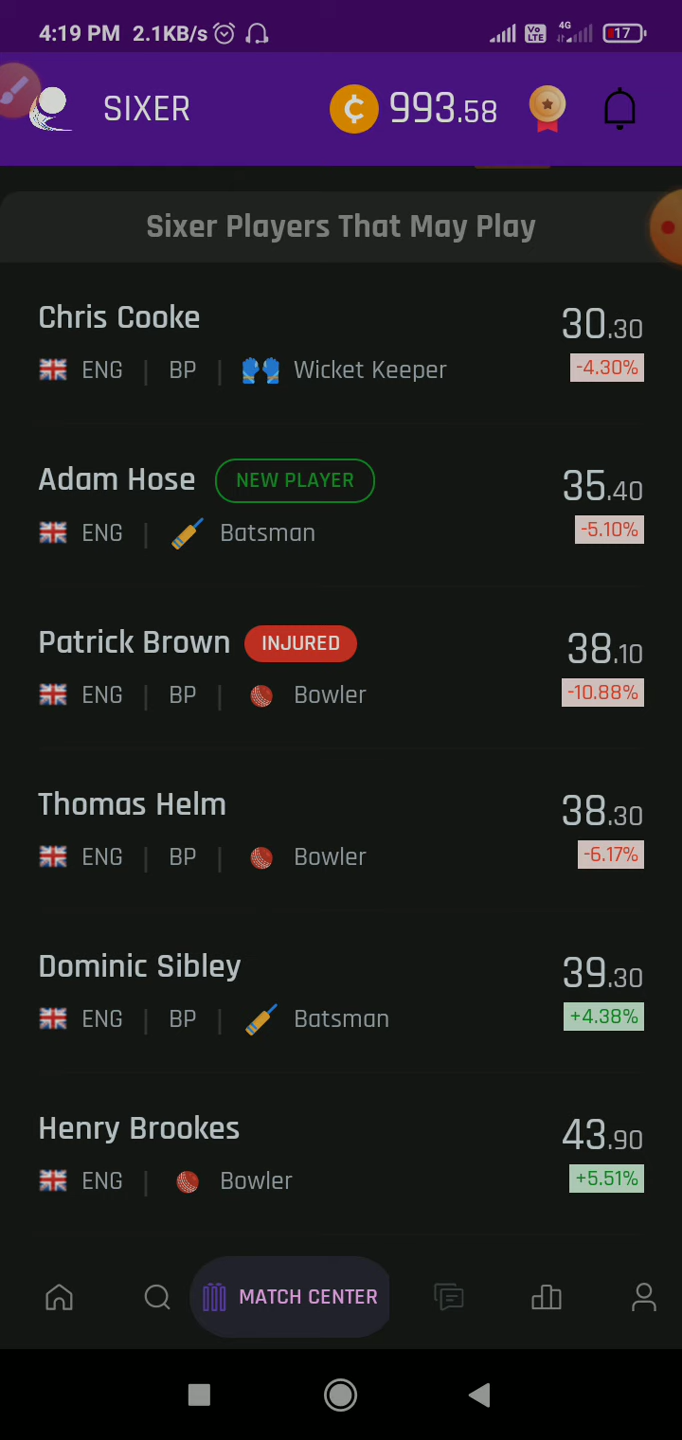 4:19 PM 2.1KB/s Vo LTE 4G 17
SIXER ¢ 993.58
Sixer Players That May Play
Chris Cooke 30.30
ENG | BP | Wicket Keeper -4.30%
Adam Hose NEW PLAYER 35.40
ENG | Batsman -5.10%
Patrick Brown INJURED 38.10
ENG | BP | Bowler -10.88%
Thomas Helm 38.30
ENG | BP | Bowler -6.17%
Dominic Sibley 39.30
ENG | BP | Batsman +4.38%
Henry Brookes 43.90
ENG | Bowler +5.51%
MATCH CENTER